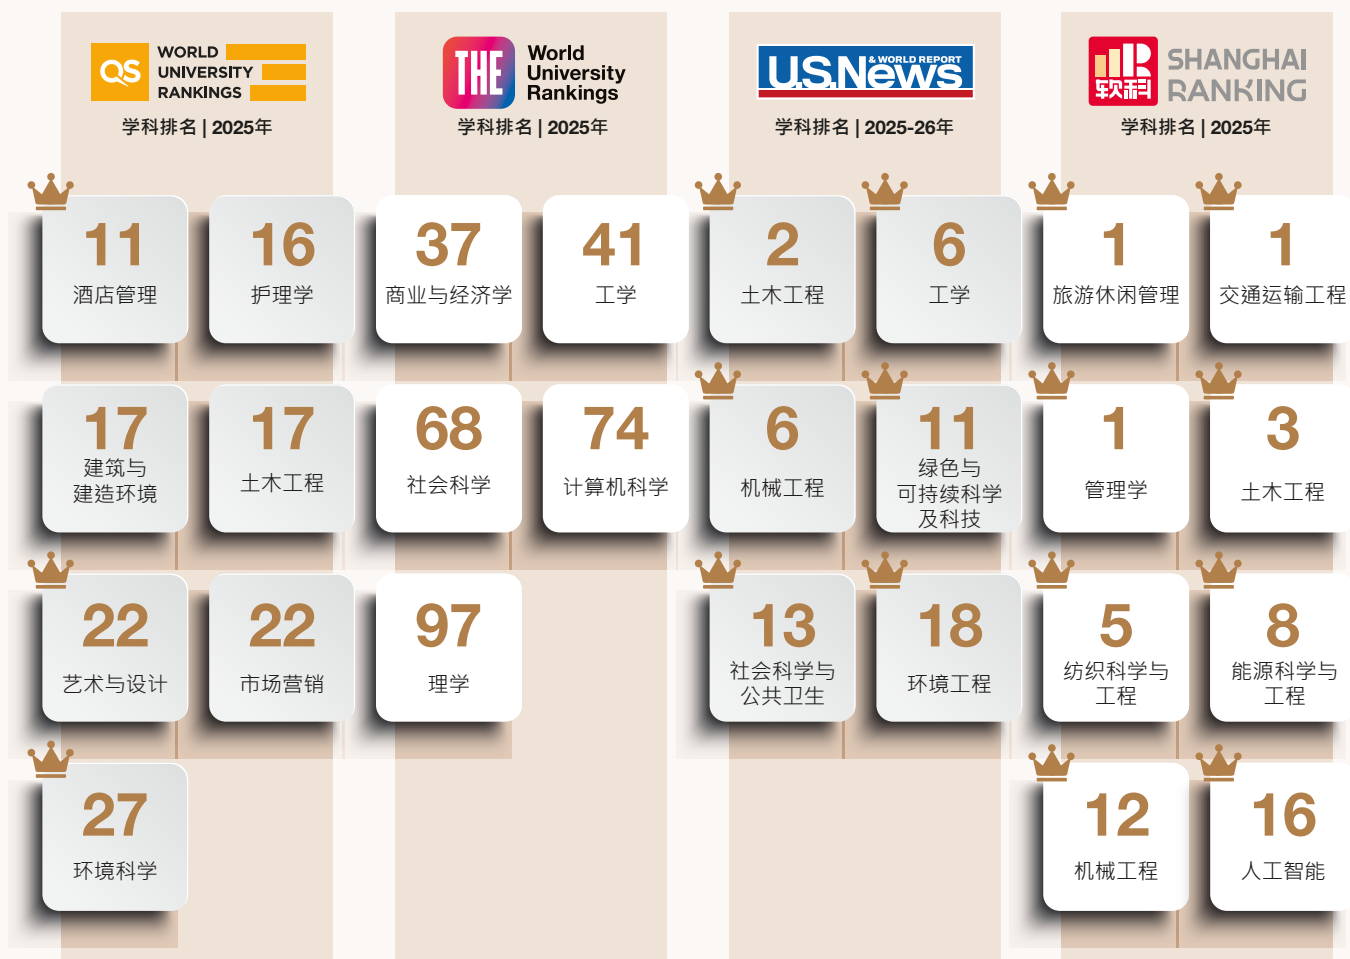 QS
WORLD
UNIVERSITY
RANKINGS
学科排名 | 2025年
THE
World
University
Rankings
学科排名 | 2025年
U.S.News
& WORLD REPORT
学科排名 | 2025-26年
软科
SHANGHAI
RANKING
学科排名 | 2025年
11
酒店管理
16
护理学
37
商业与经济学
41
工学
2
土木工程
6
工学
1
旅游休闲管理
1
交通运输工程
17
建筑与
建造环境
17
土木工程
68
社会科学
74
计算机科学
6
机械工程
11
绿色与
可持续科学
及科技
1
管理学
3
土木工程
22
艺术与设计
22
市场营销
97
理学
13
社会科学与
公共卫生
18
环境工程
5
纺织科学与
工程
8
能源科学与
工程
27
环境科学
12
机械工程
16
人工智能